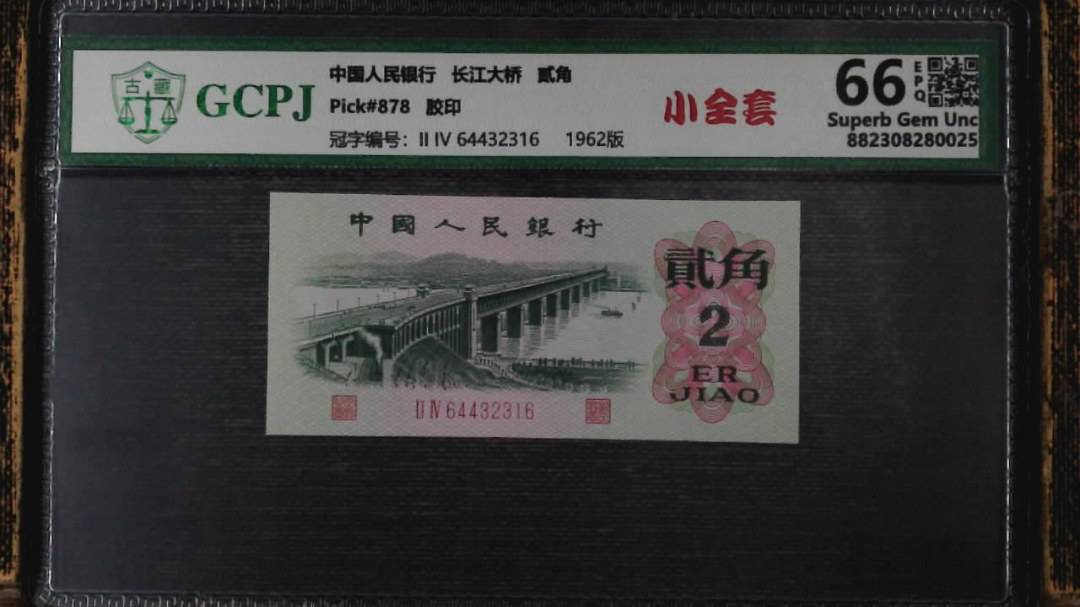 古藏
GCPJ
中国人民银行 长江大桥 贰角
Pick#878 胶印
冠字编号：II IV 64432316 1962版
小全套
66 EPQ
Superb Gem Unc
882308280025
中國人民銀行
貳角
2
ER
JIAO
II IV 64432316